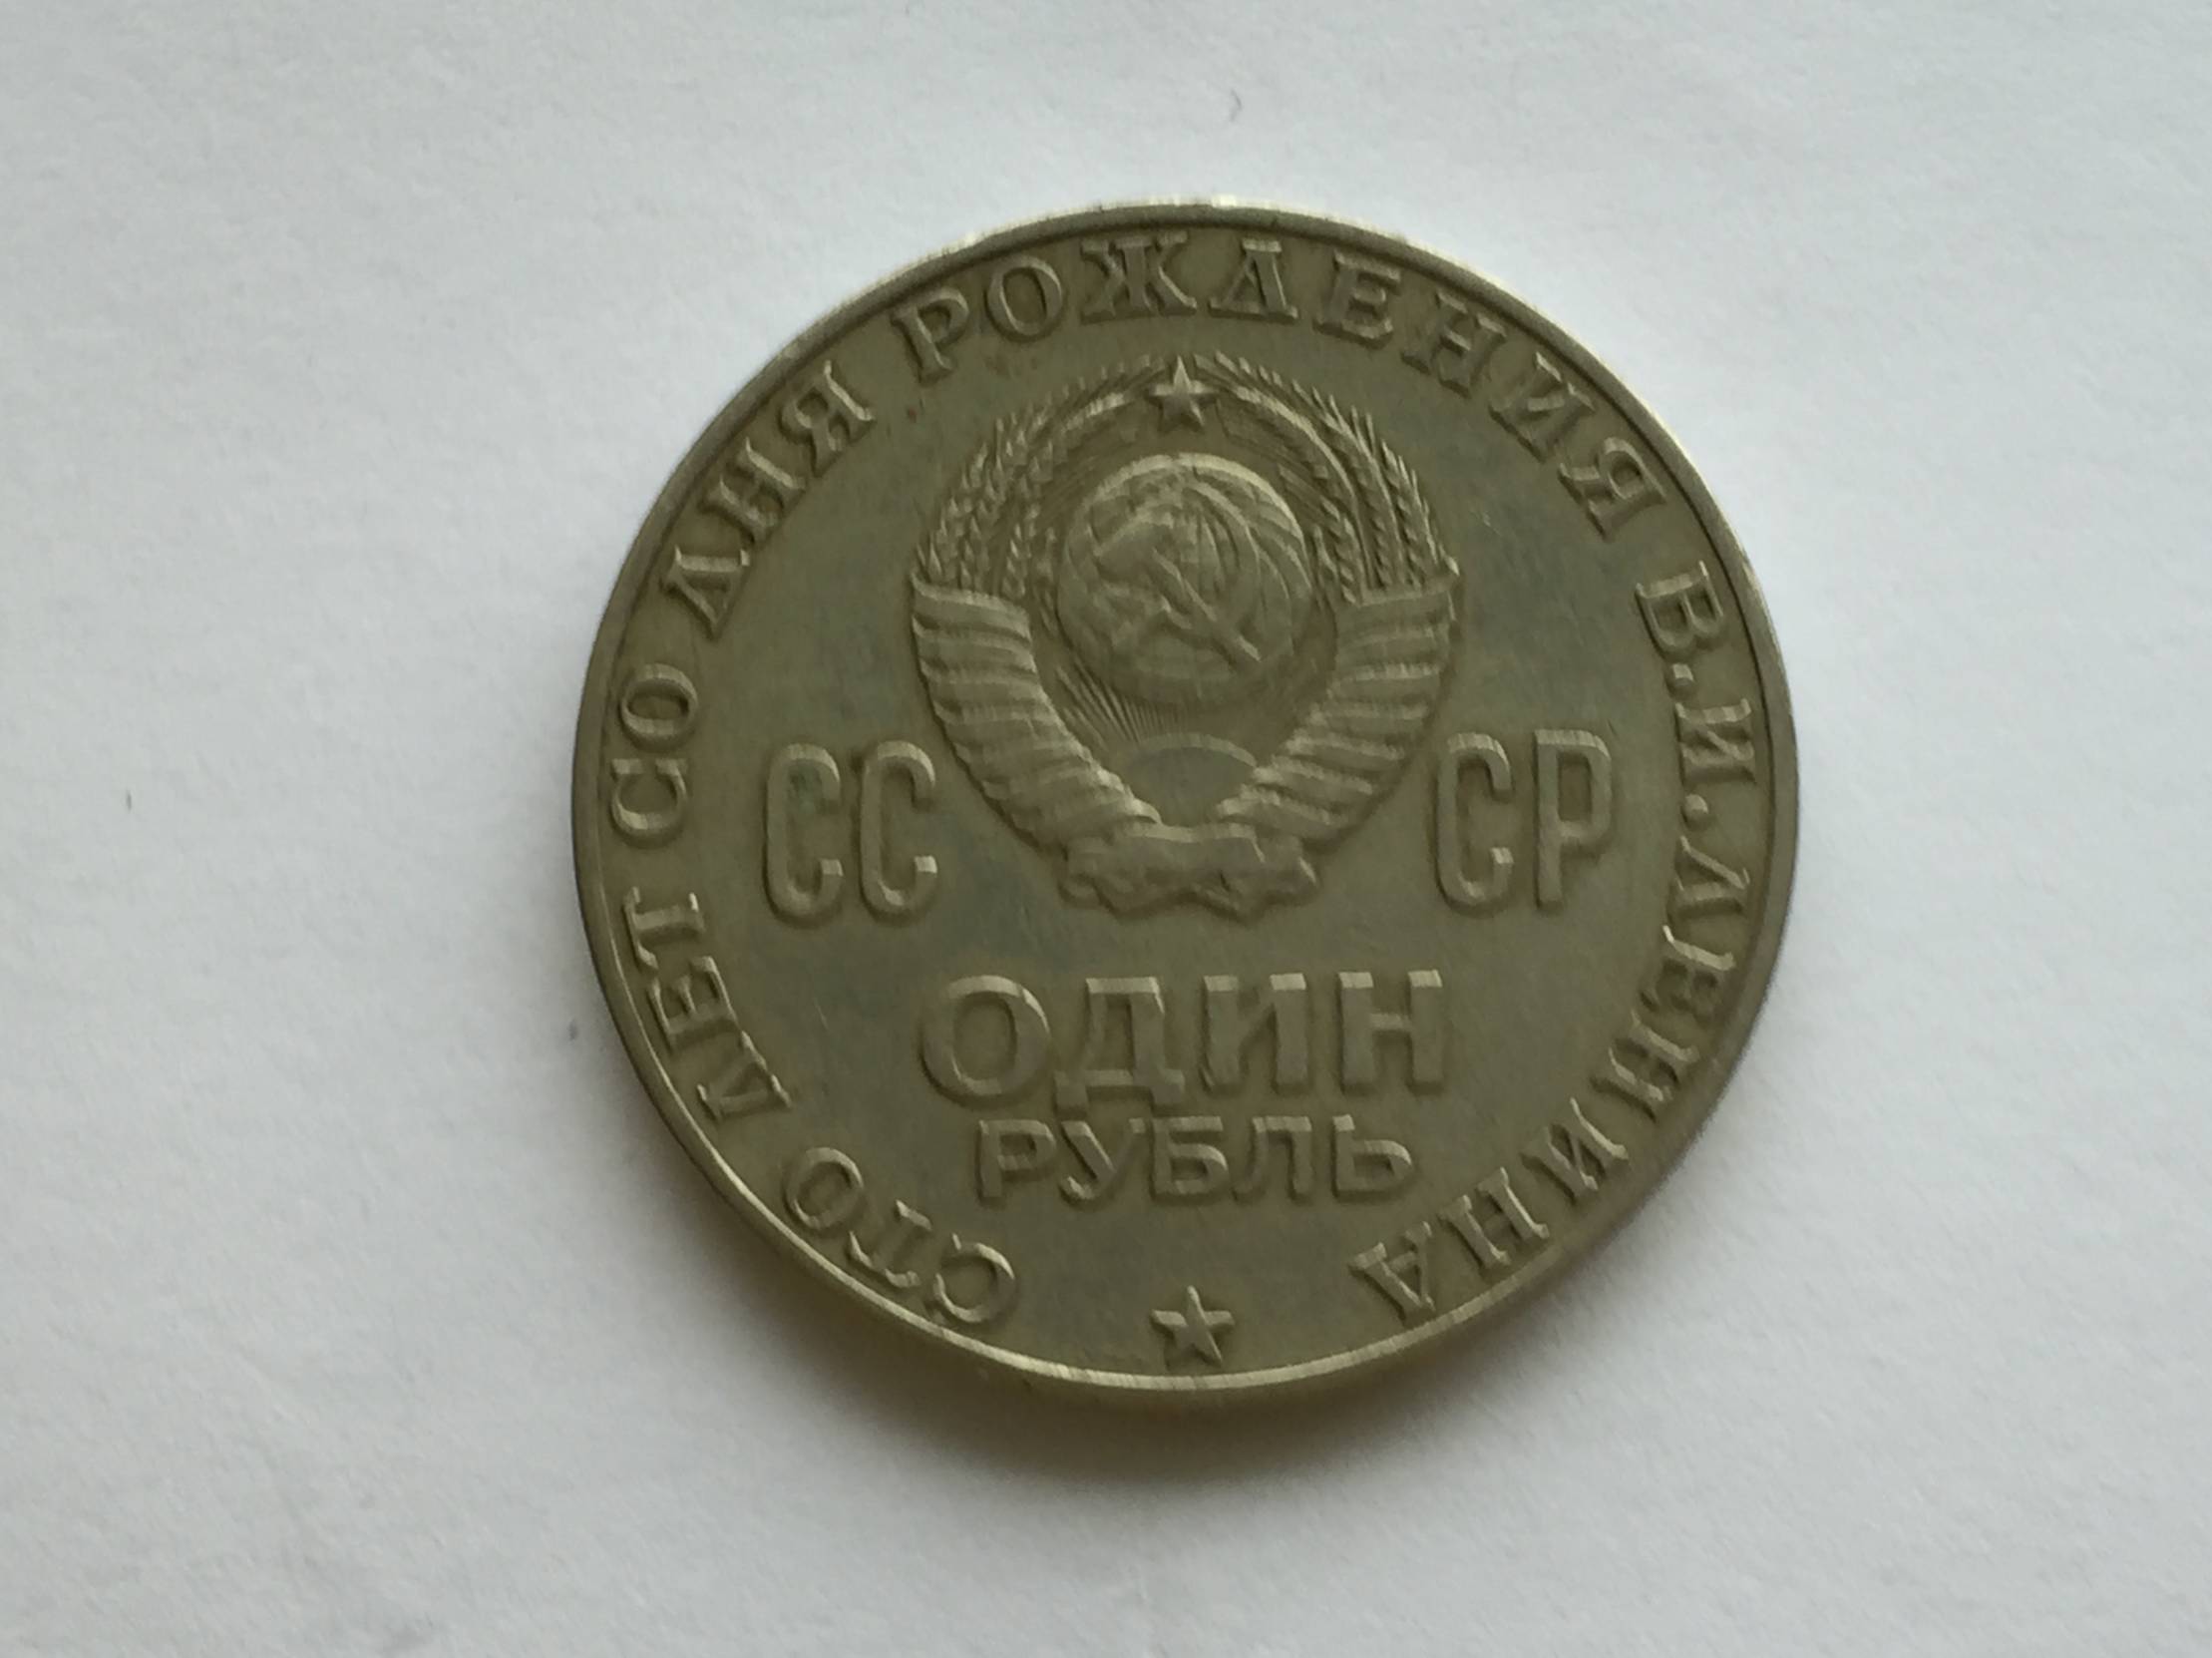 СТО ЛЕТ СО ДНЯ РОЖДЕНИЯ В.И.ЛЕНИНА
СС СР
ОДИН
РУБЛЬ